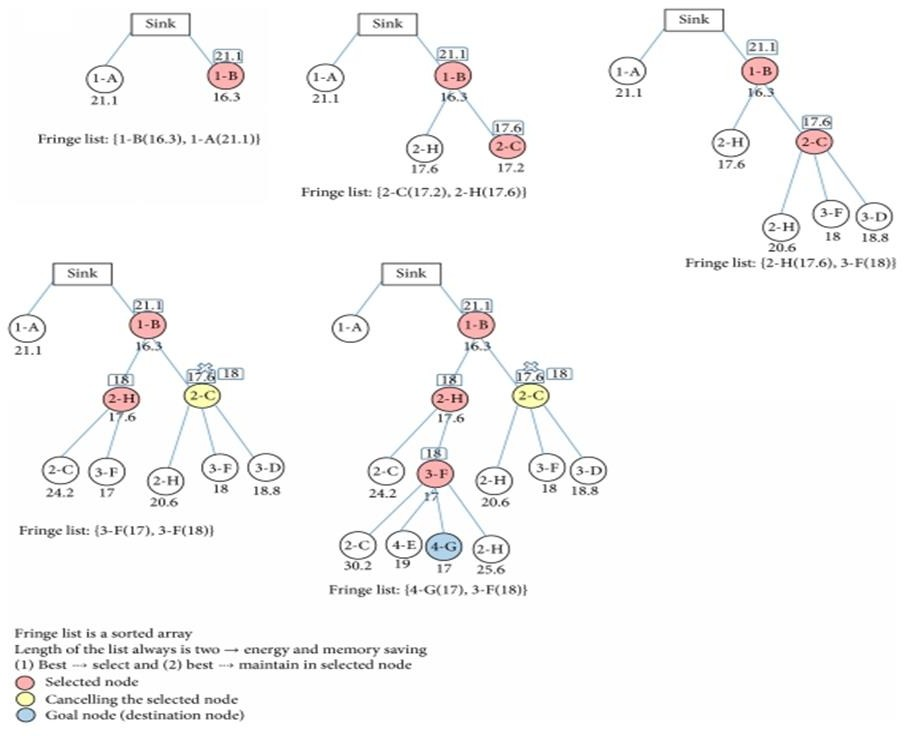 Sink
21.1
1-A
1-B
21.1
16.3
Fringe list: {1-B(16.3), 1-A(21.1)}
Sink
21.1
1-A
1-B
21.1
16.3
17.6
2-H
2-C
17.6
17.2
Fringe list: {2-C(17.2), 2-H(17.6)}
Sink
21.1
1-A
1-B
21.1
16.3
17.6
2-H
2-C
17.6
2-H
3-F
3-D
20.6
18
18.8
Fringe list: {2-H(17.6), 3-F(18)}
Sink
21.1
1-A
1-B
21.1
16.3
18
17.6
18
2-H
2-C
17.6
2-C
3-F
2-H
3-F
3-D
24.2
17
20.6
18
18.8
Fringe list: {3-F(17), 3-F(18)}
Sink
21.1
1-A
1-B
16.3
18
17.6
18
2-H
2-C
17.6
18
2-C
3-F
2-H
3-F
3-D
24.2
17
20.6
18
18.8
2-C
4-E
4-G
2-H
30.2
19
17
25.6
Fringe list: {4-G(17), 3-F(18)}
Fringe list is a sorted array
Length of the list always is two → energy and memory saving
(1) Best ⇢ select and (2) best ⇢ maintain in selected node
Selected node
Cancelling the selected node
Goal node (destination node)